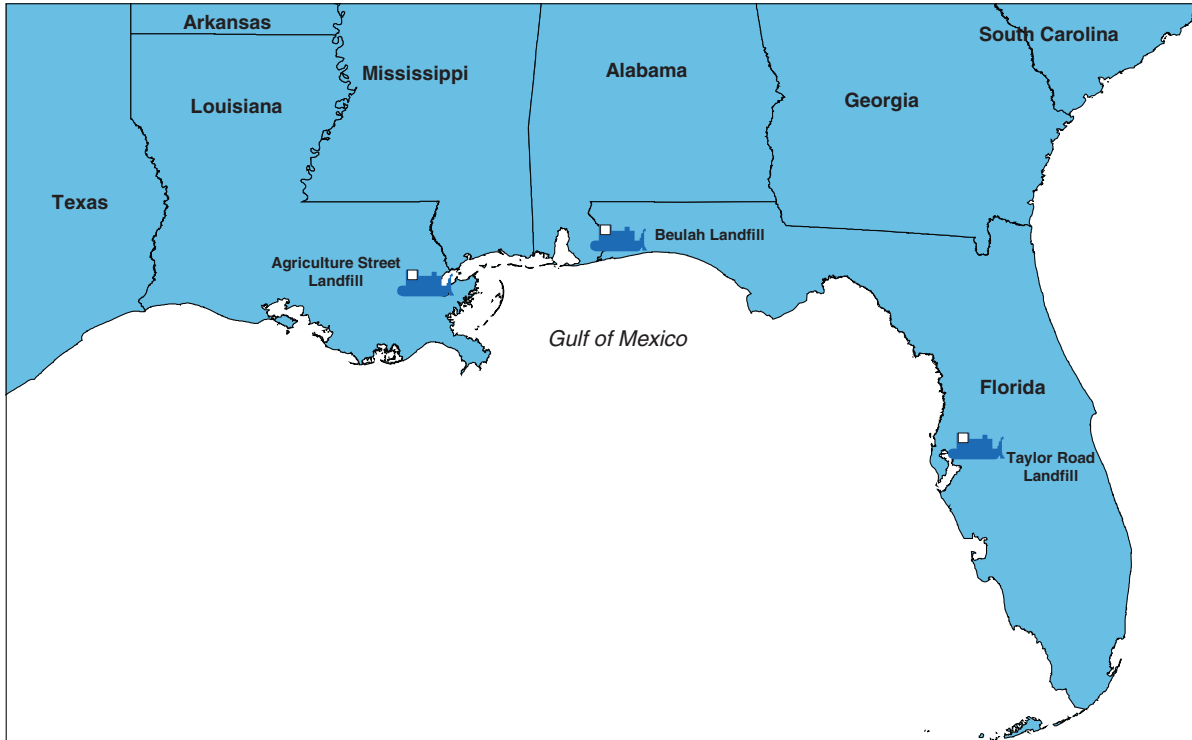 Arkansas
South Carolina
Mississippi
Alabama
Louisiana
Georgia
Texas
Beulah Landfill
Agriculture Street
Landfill
Gulf of Mexico
Florida
Taylor Road
Landfill